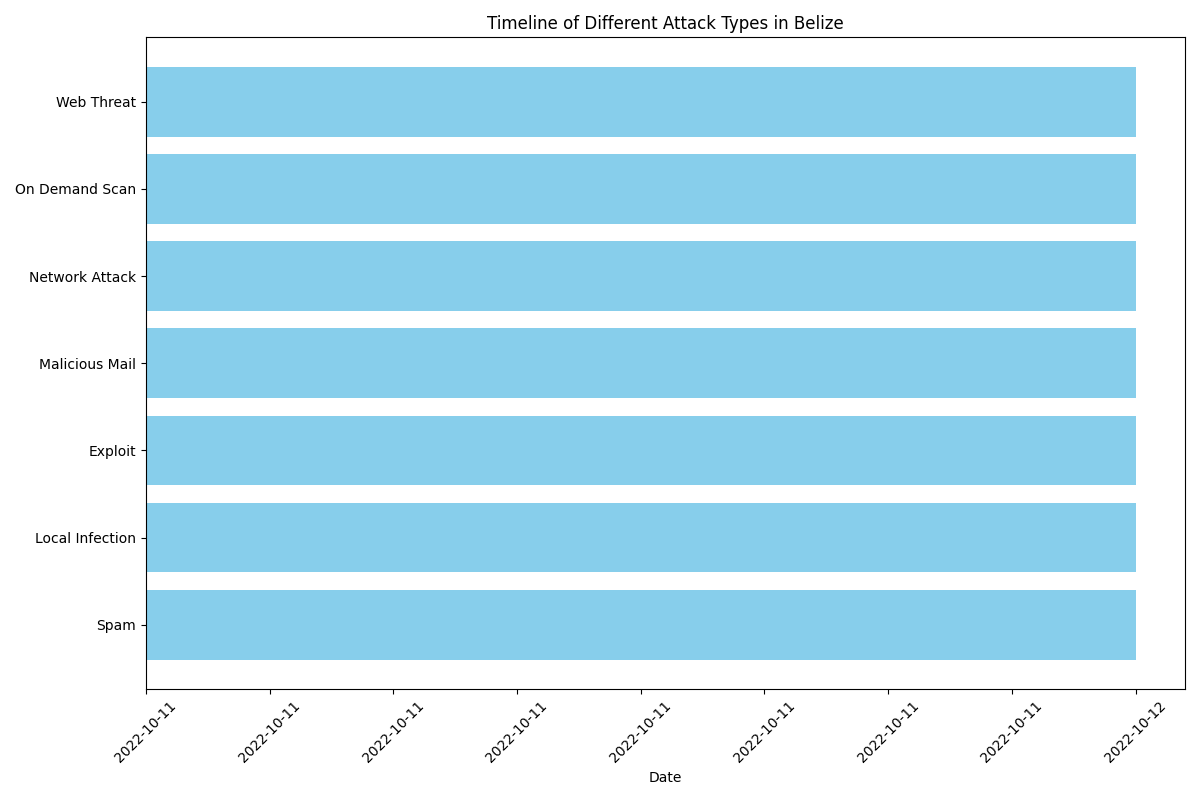 Timeline of Different Attack Types in Belize
Web Threat
On Demand Scan
Network Attack
Malicious Mail
Exploit
Local Infection
Spam
2022-10-11
2022-10-11
2022-10-11
2022-10-11
2022-10-11
2022-10-11
2022-10-11
2022-10-11
2022-10-12
Date